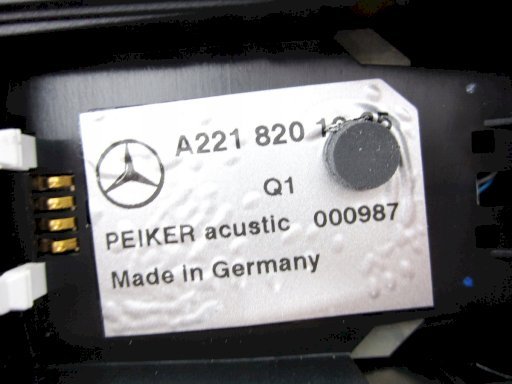 A221 820
Q1
PEIKER acustic 000987
Made in Germany